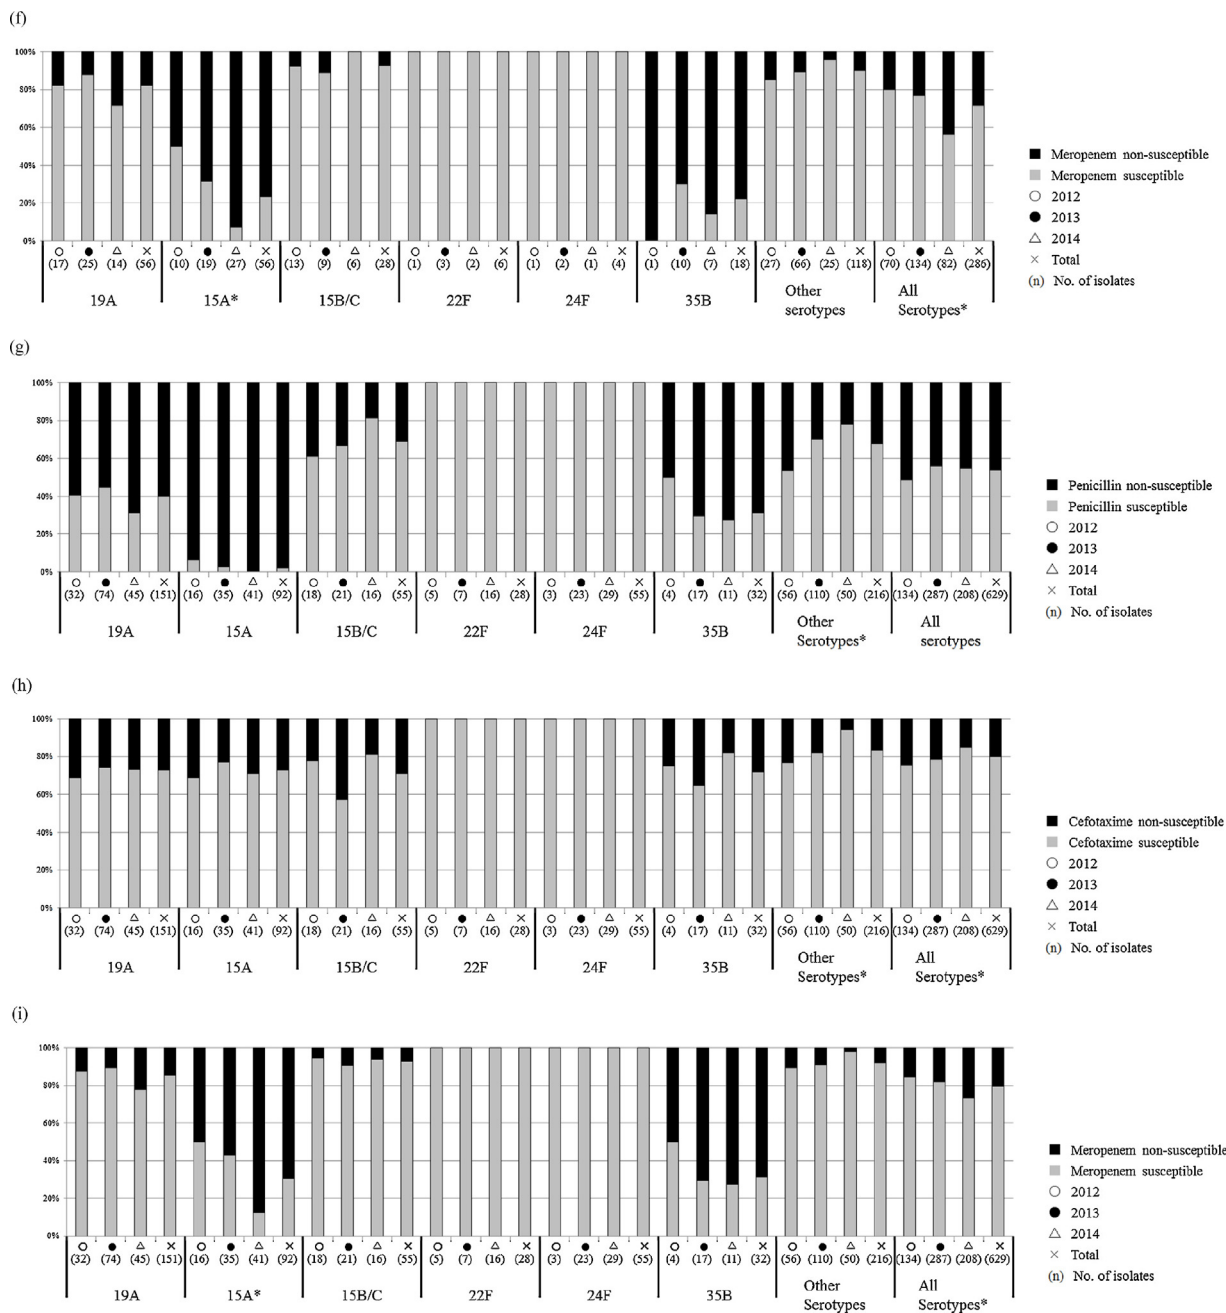 (f)
100%
80%
60%
40%
20%
0%
(17) (25) (14) (56) (10) (19) (27) (56) (13) (9) (6) (28) (1) (3) (2) (6) (1) (2) (1) (4) (1) (10) (7) (18) (27) (66) (25) (118) (70) (134) (82) (286)
19A 15A* 15B/C 22F 24F 35B Other serotypes All Serotypes*
Meropenem non-susceptible
Meropenem susceptible
2012
2013
2014
Total
(n) No. of isolates
(g)
100%
80%
60%
40%
20%
0%
(32) (74) (45) (151) (16) (35) (41) (92) (18) (21) (16) (55) (5) (7) (16) (28) (3) (23) (29) (55) (4) (17) (11) (32) (56) (110) (50) (216) (134) (287) (208) (629)
19A 15A 15B/C 22F 24F 35B Other Serotypes* All serotypes
Penicillin non-susceptible
Penicillin susceptible
2012
2013
2014
Total
(n) No. of isolates
(h)
100%
80%
60%
40%
20%
0%
(32) (74) (45) (151) (16) (35) (41) (92) (18) (21) (16) (55) (5) (7) (16) (28) (3) (23) (29) (55) (4) (17) (11) (32) (56) (110) (50) (216) (134) (287) (208) (629)
19A 15A 15B/C 22F 24F 35B Other Serotypes* All Serotypes*
Cefotaxime non-susceptible
Cefotaxime susceptible
2012
2013
2014
Total
(n) No. of isolates
(i)
100%
80%
60%
40%
20%
0%
(32) (74) (45) (151) (16) (35) (41) (92) (18) (21) (16) (55) (5) (7) (16) (28) (3) (23) (29) (55) (4) (17) (11) (32) (56) (110) (50) (216) (134) (287) (208) (629)
19A 15A* 15B/C 22F 24F 35B Other Serotypes All Serotypes*
Meropenem non-susceptible
Meropenem susceptible
2012
2013
2014
Total
(n) No. of isolates